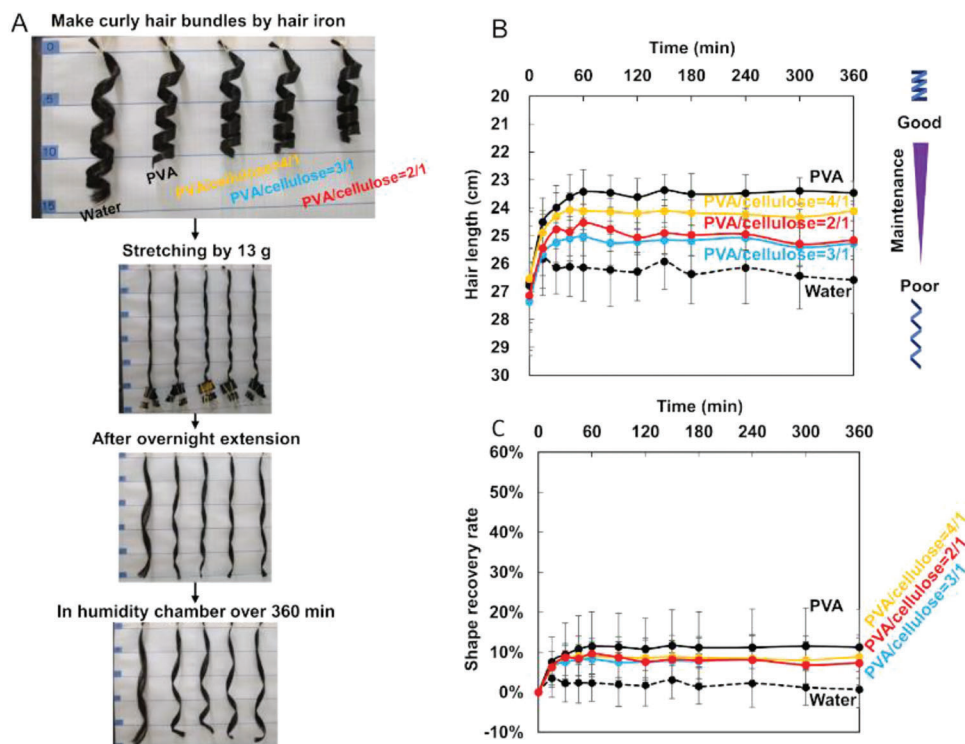 A
Make curly hair bundles by hair iron
0
5
10
15
Water
PVA
PVA/cellulose=4/1
PVA/cellulose=3/1
PVA/cellulose=2/1
Stretching by 13 g
After overnight extension
In humidity chamber over 360 min
B
Time (min)
0 60 120 180 240 300 360
20
21
22
23
24
25
26
27
28
29
30
Hair length (cm)
PVA
PVA/cellulose=4/1
PVA/cellulose=2/1
PVA/cellulose=3/1
Water
Good
Maintenance
Poor
C
Time (min)
0 60 120 180 240 300 360
60%
50%
40%
30%
20%
10%
0%
-10%
Shape recovery rate
PVA
Water
PVA/cellulose=4/1
PVA/cellulose=2/1
PVA/cellulose=3/1